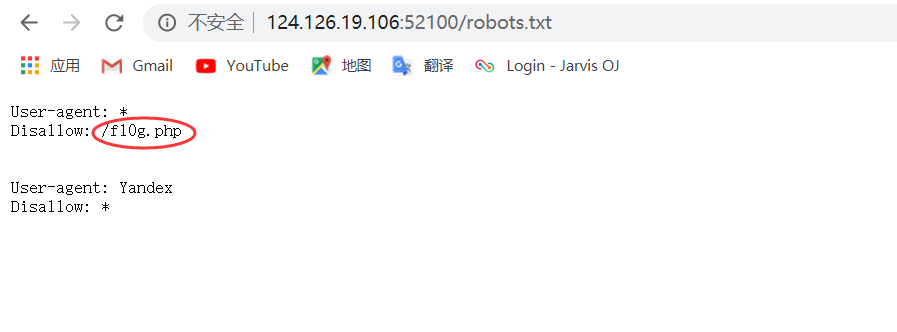 不安全 124.126.19.106:52100/robots.txt
应用 Gmail YouTube 地图 翻译 Login - Jarvis OJ
User-agent: *
Disallow: /fl0g.php
User-agent: Yandex
Disallow: *